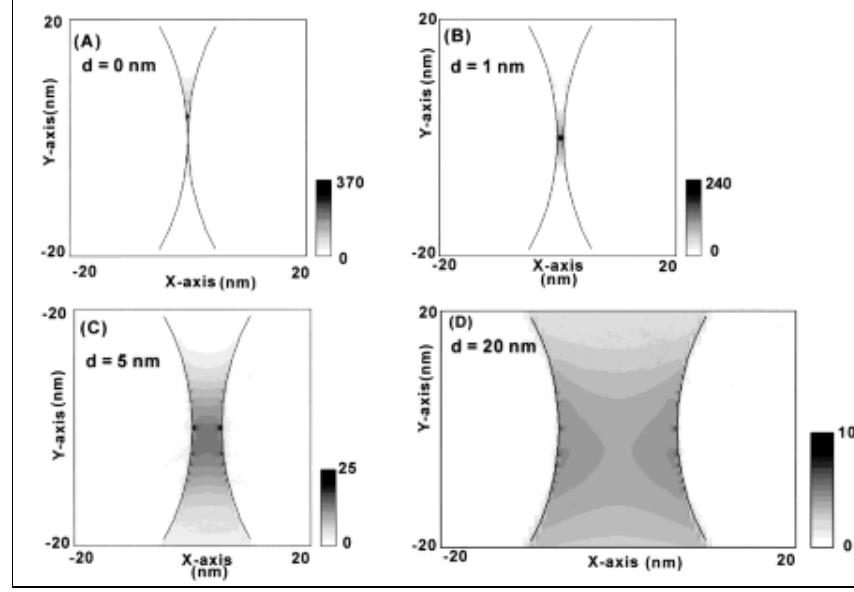 20
(A)
d = 0 nm
Y-axis(nm)
370
0
-20
-20
20
X-axis (nm)
20
(B)
d = 1 nm
Y-axis(nm)
240
0
-20
-20
20
X-axis
(nm)
-20
(C)
d = 5 nm
Y-axis(nm)
25
0
-20
-20
20
X-axis
(nm)
20
(D)
d = 20 nm
Y-axis(nm)
10
0
-20
-20
20
X-axis (nm)